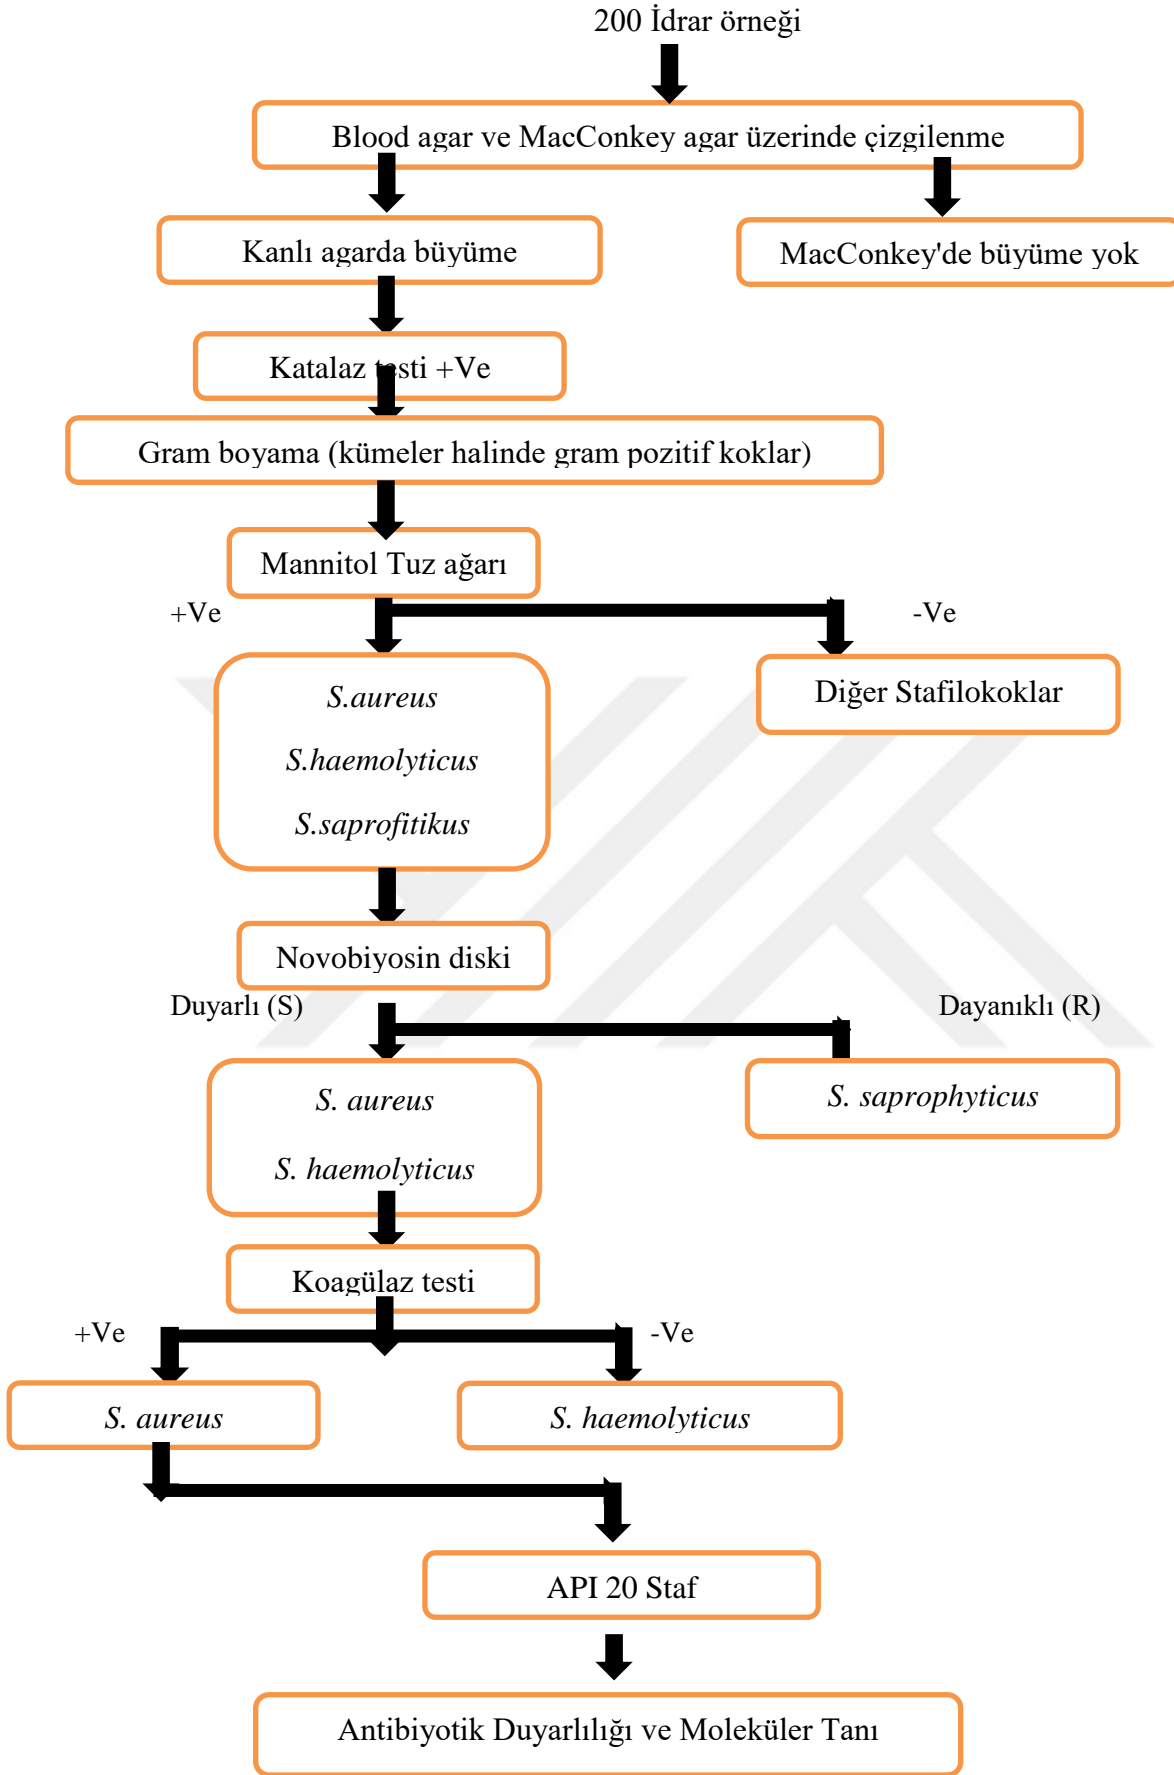 200 İdrar örneği
Blood agar ve MacConkey agar üzerinde çizgilenme
Kanlı agarda büyüme
MacConkey'de büyüme yok
Katalaz testi +Ve
Gram boyama (kümeler halinde gram pozitif koklar)
Mannitol Tuz ağarı
+Ve
-Ve
S.aureus
S.haemolyticus
S.saprofitikus
Diğer Stafilokoklar
Novobiyosin diski
Duyarlı (S)
Dayanıklı (R)
S. aureus
S. haemolyticus
S. saprophyticus
Koagülaz testi
+Ve
-Ve
S. aureus
S. haemolyticus
API 20 Staf
Antibiyotik Duyarlılığı ve Moleküler Tanı